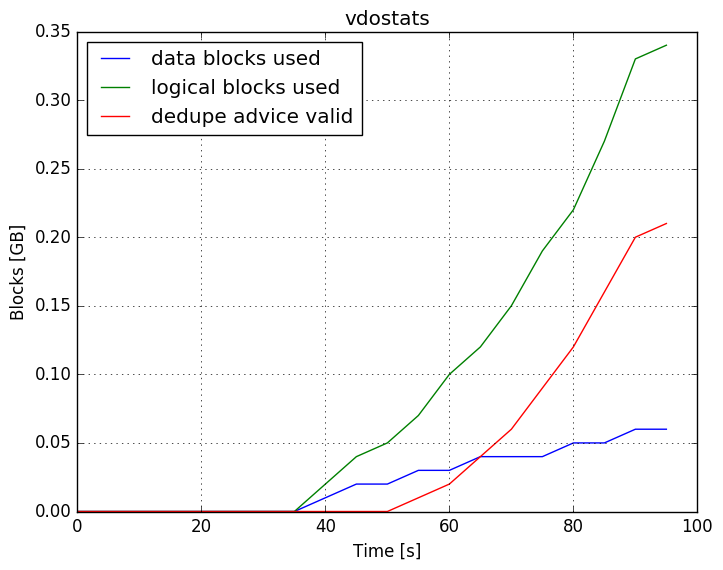 vdostats
data blocks used
logical blocks used
dedupe advice valid
Blocks [GB]
0.35
0.30
0.25
0.20
0.15
0.10
0.05
0.00
0 20 40 60 80 100
Time [s]